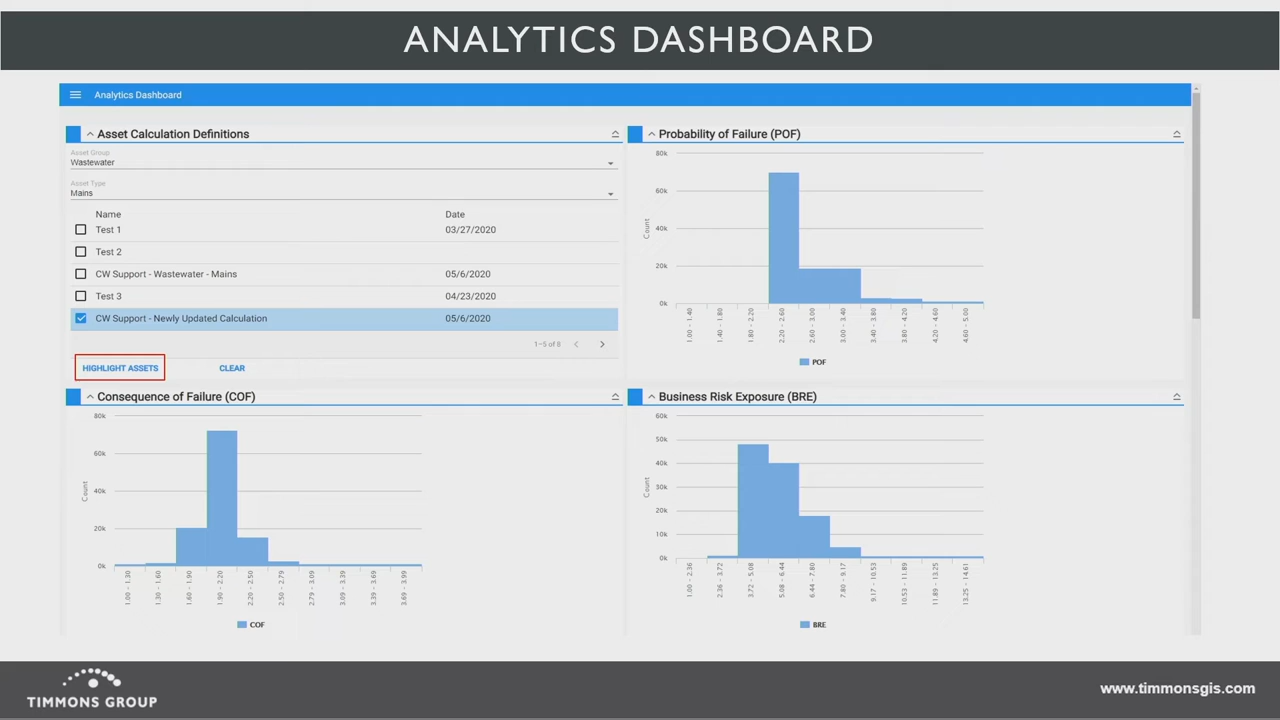 ANALYTICS DASHBOARD
Analytics Dashboard
Asset Calculation Definitions
Asset Group
Wastewater
Asset Type
Mains
Name Date
Test 1 03/27/2020
Test 2
CW Support - Wastewater - Mains 05/6/2020
Test 3 04/23/2020
CW Support - Newly Updated Calculation 05/6/2020
1-5 of 8
HIGHLIGHT ASSETS CLEAR
Probability of Failure (POF)
80k
60k
40k
20k
0k
Count
1.00 - 1.40
1.40 - 1.80
1.80 - 2.20
2.20 - 2.60
2.60 - 3.00
3.00 - 3.40
3.40 - 3.80
3.80 - 4.20
4.20 - 4.60
4.60 - 5.00
POF
Consequence of Failure (COF)
80k
60k
40k
20k
0k
Count
1.00 - 1.30
1.30 - 1.60
1.60 - 1.90
1.90 - 2.20
2.20 - 2.50
2.50 - 2.79
2.79 - 3.09
3.09 - 3.39
3.39 - 3.69
3.69 - 3.99
COF
Business Risk Exposure (BRE)
60k
50k
40k
30k
20k
10k
0k
Count
1.00 - 2.36
2.36 - 3.72
3.72 - 5.08
5.08 - 6.44
6.44 - 7.80
7.80 - 9.17
9.17 - 10.53
10.53 - 11.89
11.89 - 13.25
13.25 - 14.61
BRE
TIMMONS GROUP
www.timmonsgis.com